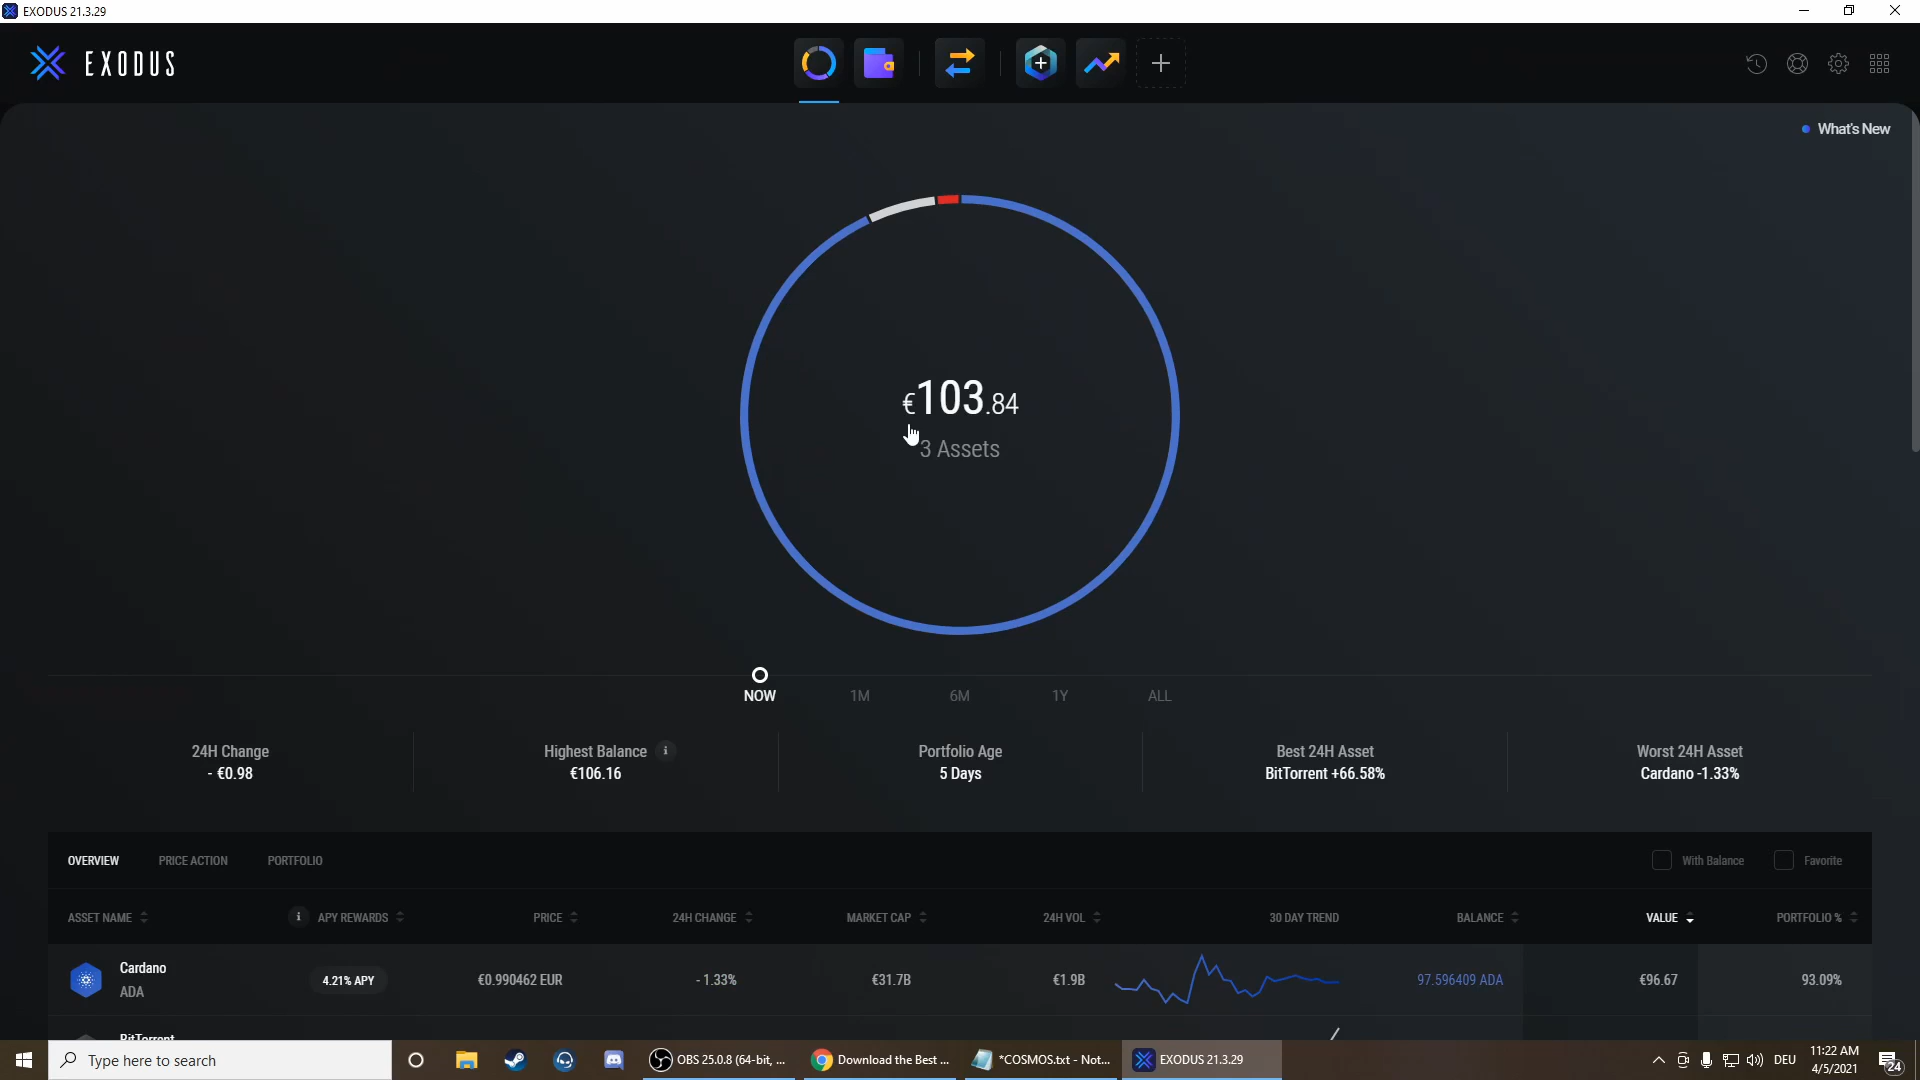 EXODUS 21.3.29
EXODUS
What's New
€103.84
3 Assets
NOW 1M 6M 1Y ALL
24H Change Highest Balance i Portfolio Age Best 24H Asset Worst 24H Asset
- €0.98 €106.16 5 Days BitTorrent +66.58% Cardano -1.33%
OVERVIEW PRICE ACTION PORTFOLIO With Balance Favorite
ASSET NAME i APY REWARDS PRICE 24H CHANGE MARKET CAP 24H VOL 30 DAY TREND BALANCE VALUE PORTFOLIO %
Cardano
ADA 4.21% APY €0.990462 EUR - 1.33% €31.7B €1.9B 97.596409 ADA €96.67 93.09%
BitTorrent
Type here to search OBS 25.0.8 (64-bit, ... Download the Best ... *COSMOS.txt - Not... EXODUS 21.3.29 DEU 11:22 AM
4/5/2021 24